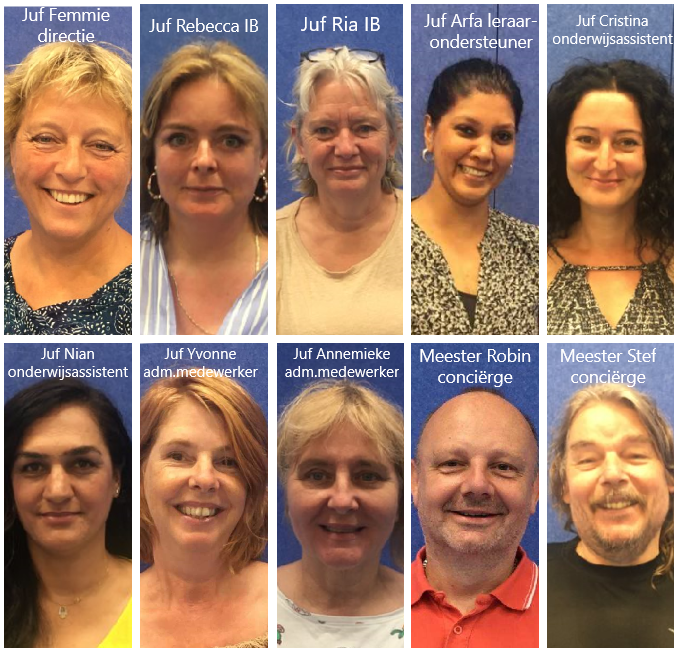 Juf Femmie
directie
Juf Rebecca IB
Juf Ria IB
Juf Arfa leraar-
ondersteuner
Juf Cristina
onderwijsassistent
Juf Nian
onderwijsassistent
Juf Yvonne
adm.medewerker
Juf Annemieke
adm.medewerker
Meester Robin
conciërge
Meester Stef
conciërge